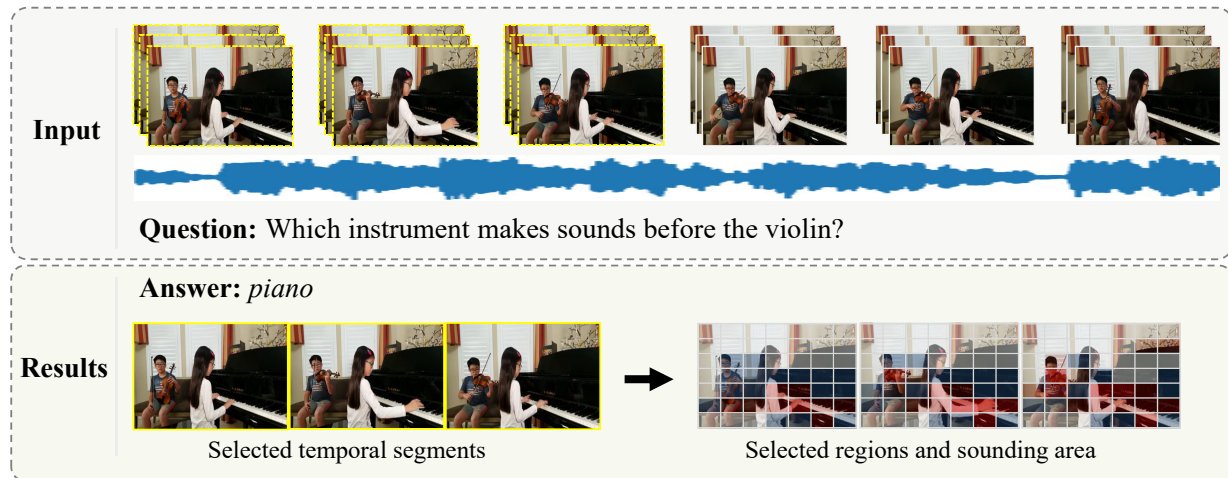 Input
Question: Which instrument makes sounds before the violin?
Answer: piano
Results
Selected temporal segments
Selected regions and sounding area